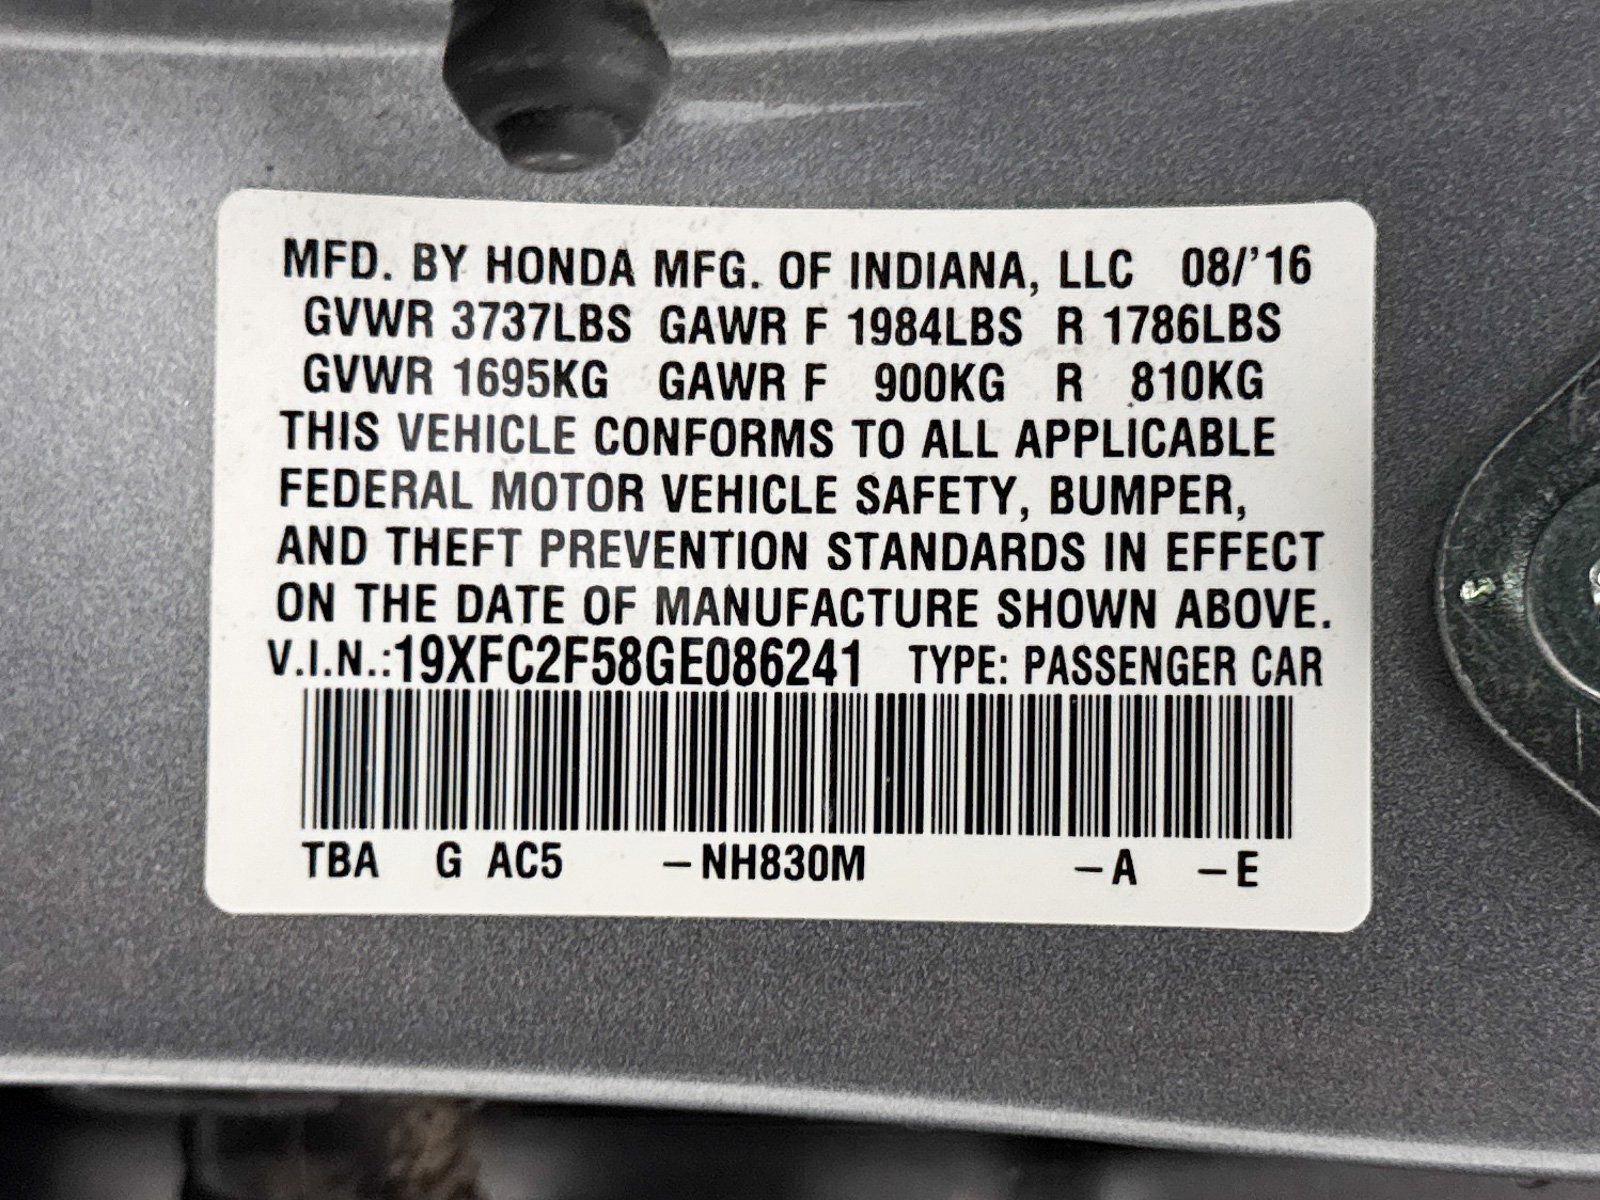 MFD. BY HONDA MFG. OF INDIANA, LLC 08/'16
GVWR 3737LBS GAWR F 1984LBS R 1786LBS
GVWR 1695KG GAWR F 900KG R 810KG
THIS VEHICLE CONFORMS TO ALL APPLICABLE
FEDERAL MOTOR VEHICLE SAFETY, BUMPER,
AND THEFT PREVENTION STANDARDS IN EFFECT
ON THE DATE OF MANUFACTURE SHOWN ABOVE.
V.I.N.:19XFC2F58GE086241 TYPE: PASSENGER CAR
TBA G AC5 –NH830M –A –E